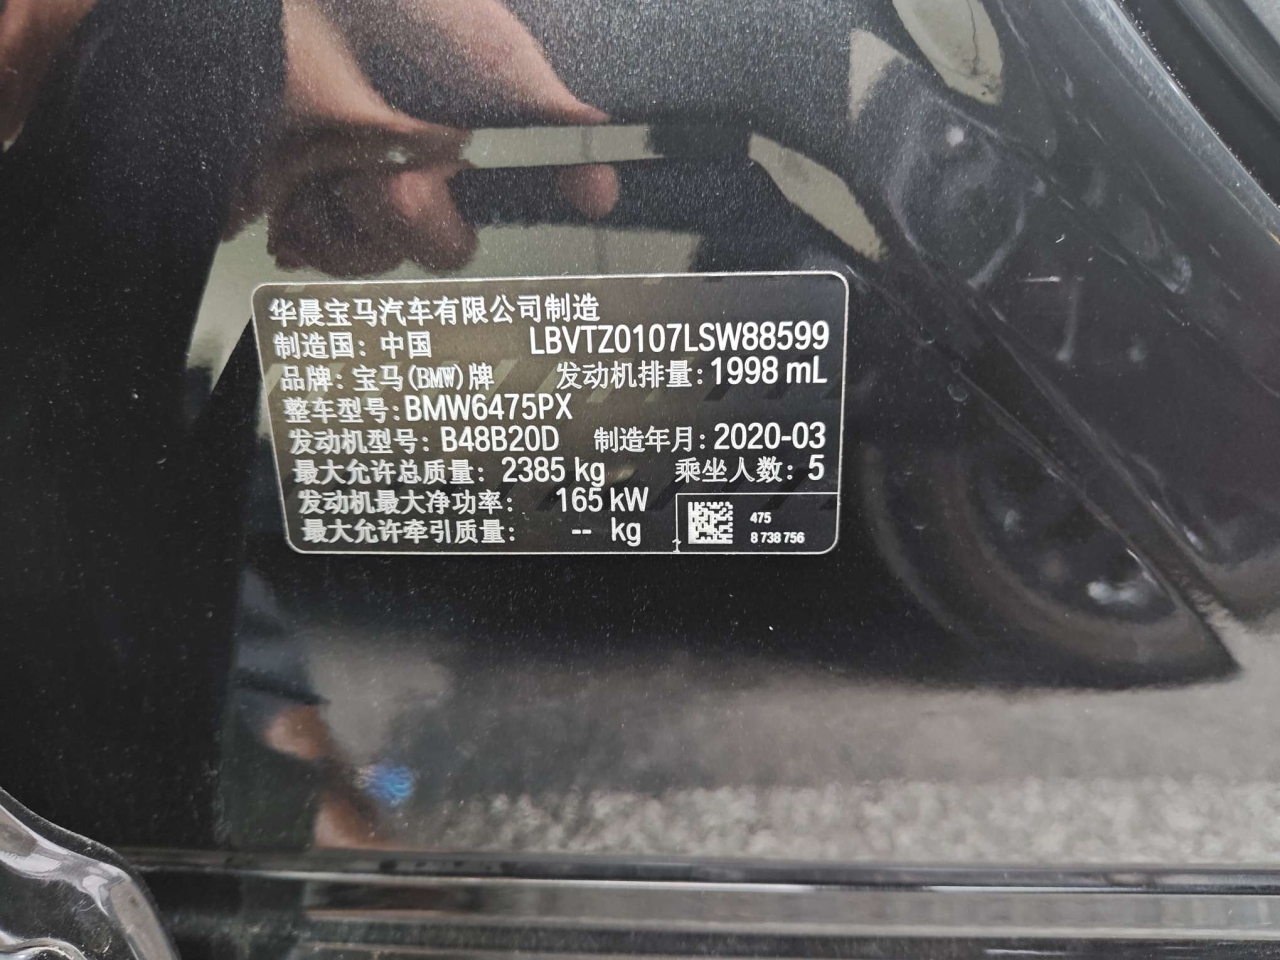 华晨宝马汽车有限公司制造
制造国: 中国 LBVTZ0107LSW88599
品牌: 宝马(BMW)牌 发动机排量: 1998 mL
整车型号: BMW6475PX
发动机型号: B48B20D 制造年月: 2020-03
最大允许总质量: 2385 kg 乘坐人数: 5
发动机最大净功率: 165 kW
最大允许牵引质量: -- kg
475
1 8 738 756